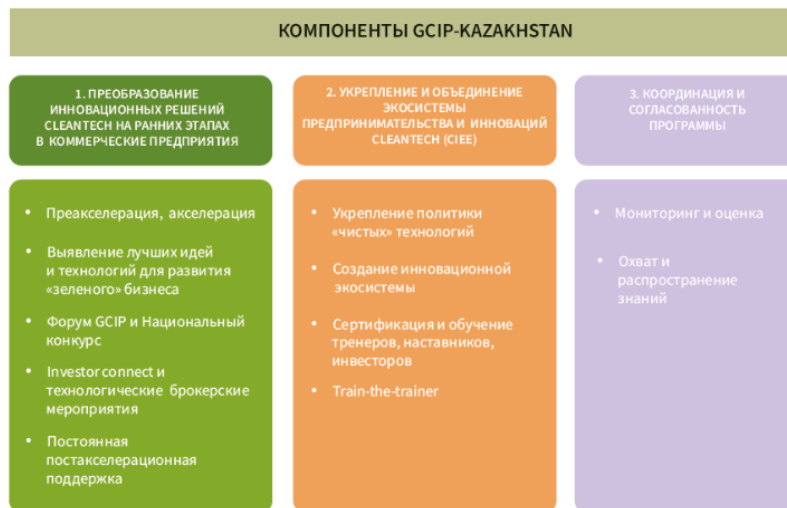 КОМПОНЕНТЫ GCIP-KAZAKHSTAN
1. ПРЕОБРАЗОВАНИЕ
ИННОВАЦИОННЫХ РЕШЕНИЙ
CLEANTECH НА РАННИХ ЭТАПАХ
В КОММЕРЧЕСКИЕ ПРЕДПРИЯТИЯ
• Преакселерация, акселерация
• Выявление лучших идей
и технологий для развития
«зеленого» бизнеса
• Форум GCIP и Национальный
конкурс
• Investor connect и
технологические брокерские
мероприятия
• Постоянная
постакселерационная
поддержка
2. УКРЕПЛЕНИЕ И ОБЪЕДИНЕНИЕ
ЭКОСИСТЕМЫ
ПРЕДПРИНИМАТЕЛЬСТВА И ИННОВАЦИЙ
CLEANTECH (CIEE)
• Укрепление политики
«чистых» технологий
• Создание инновационной
экосистемы
• Сертификация и обучение
тренеров, наставников,
инвесторов
• Train-the-trainer
3. КООРДИНАЦИЯ И
СОГЛАСОВАННОСТЬ
ПРОГРАММЫ
• Мониторинг и оценка
• Охват и
распространение
знаний